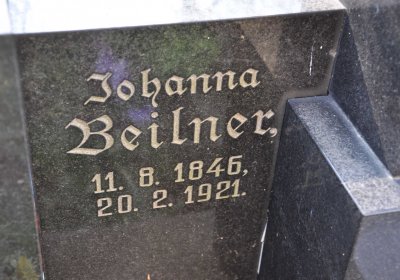 Johanna
Beilner,
11. 8. 1846,
20. 2. 1921.